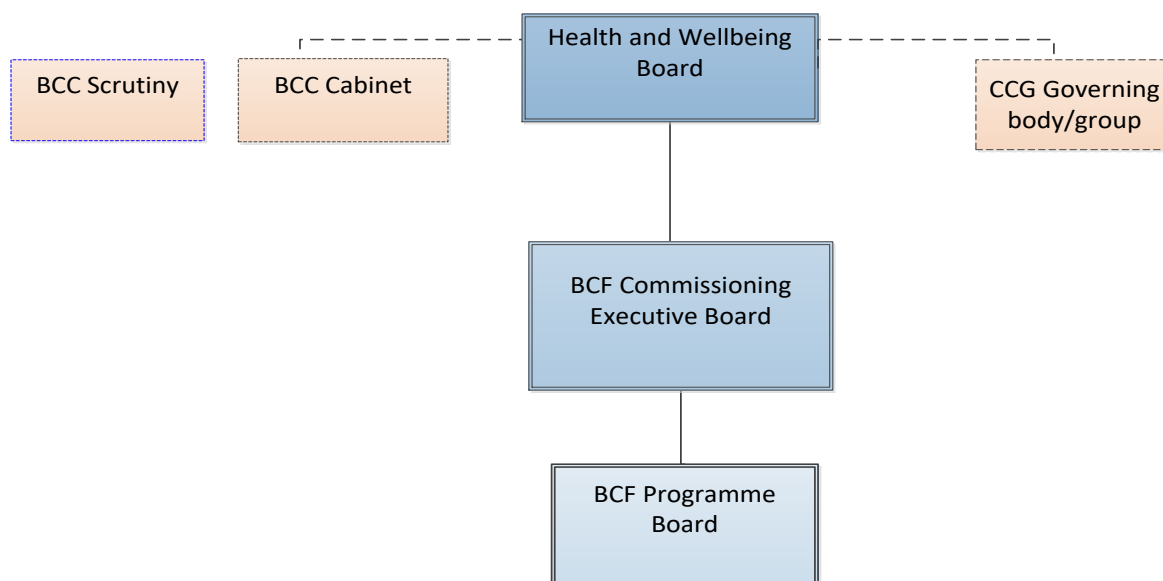 Health and Wellbeing
Board
BCC Scrutiny
BCC Cabinet
CCG Governing
body/group
BCF Commissioning
Executive Board
BCF Programme
Board